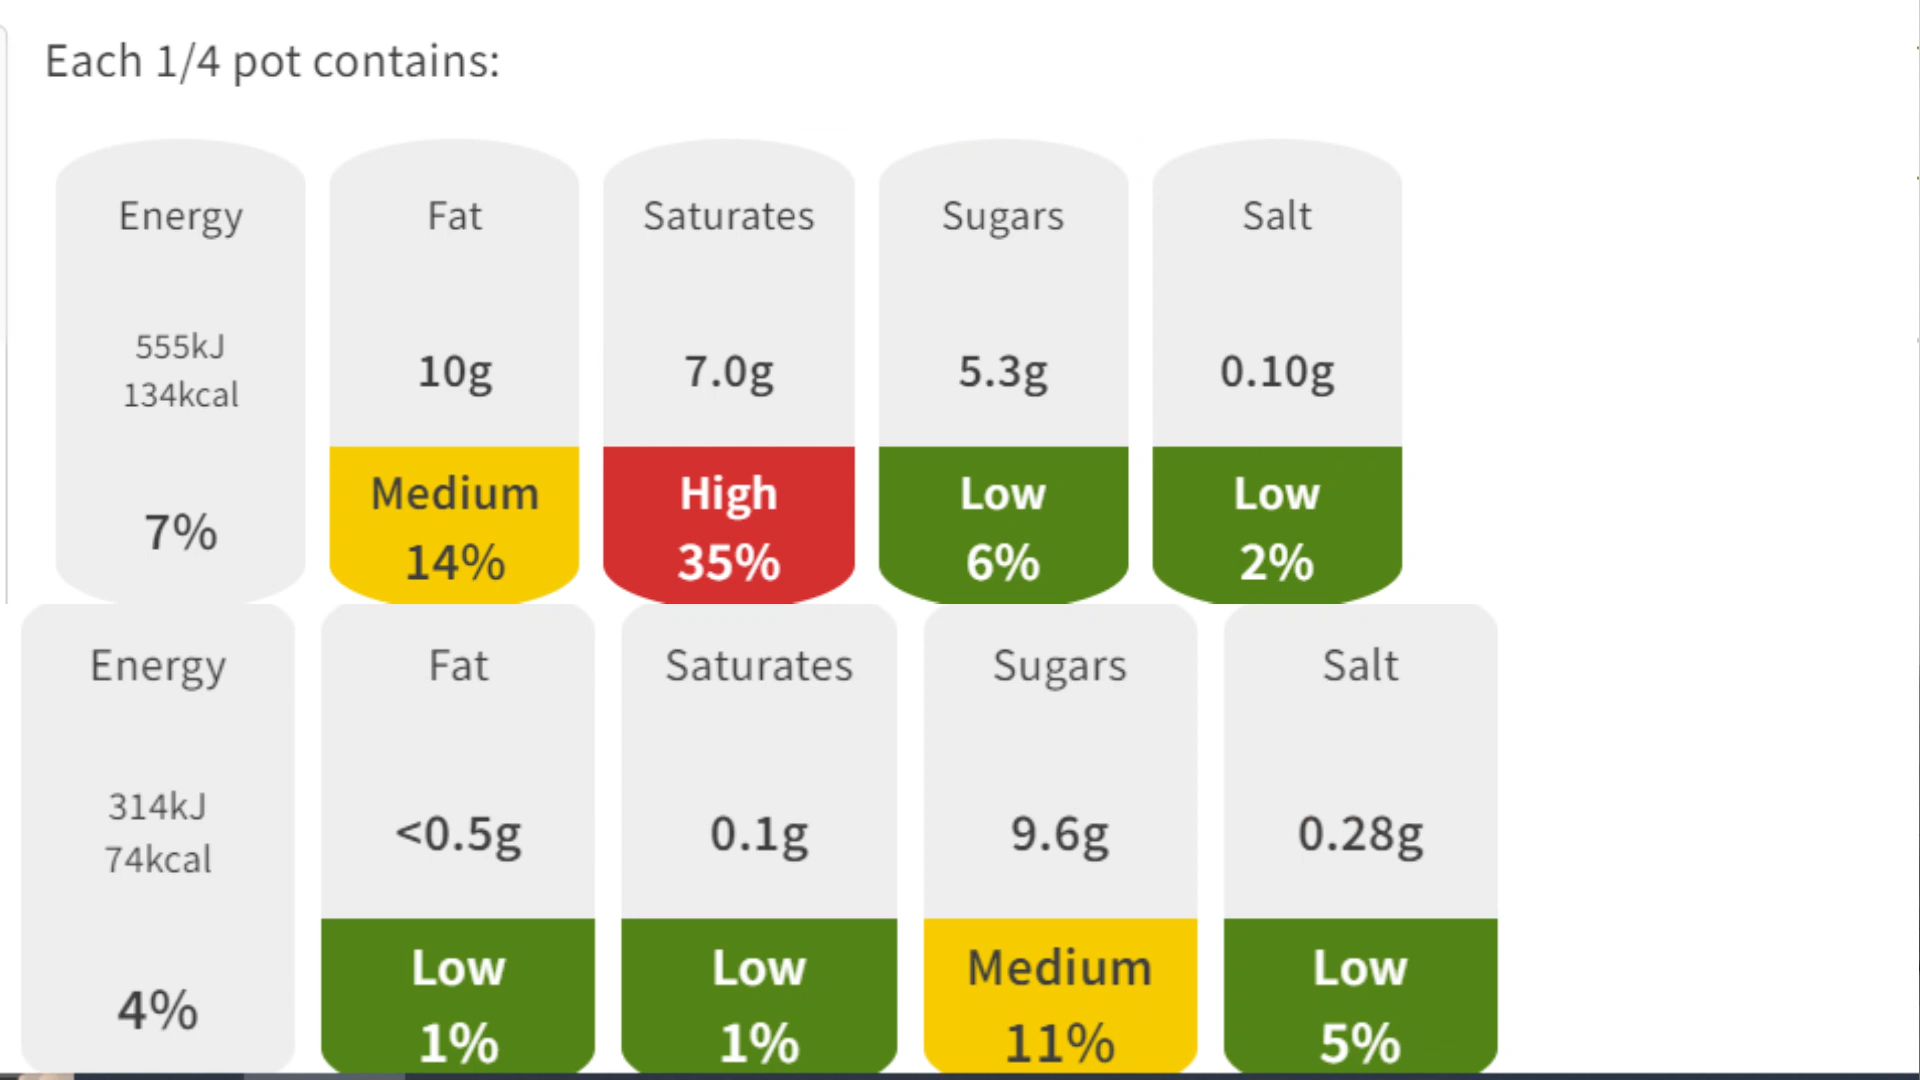 Each 1/4 pot contains:
Energy Fat Saturates Sugars Salt
555kJ
134kcal
10g 7.0g 5.3g 0.10g
Medium High Low Low
7%
14% 35% 6% 2%
Energy Fat Saturates Sugars Salt
314kJ
74kcal
<0.5g 0.1g 9.6g 0.28g
Low Low Medium Low
4%
1% 1% 11% 5%